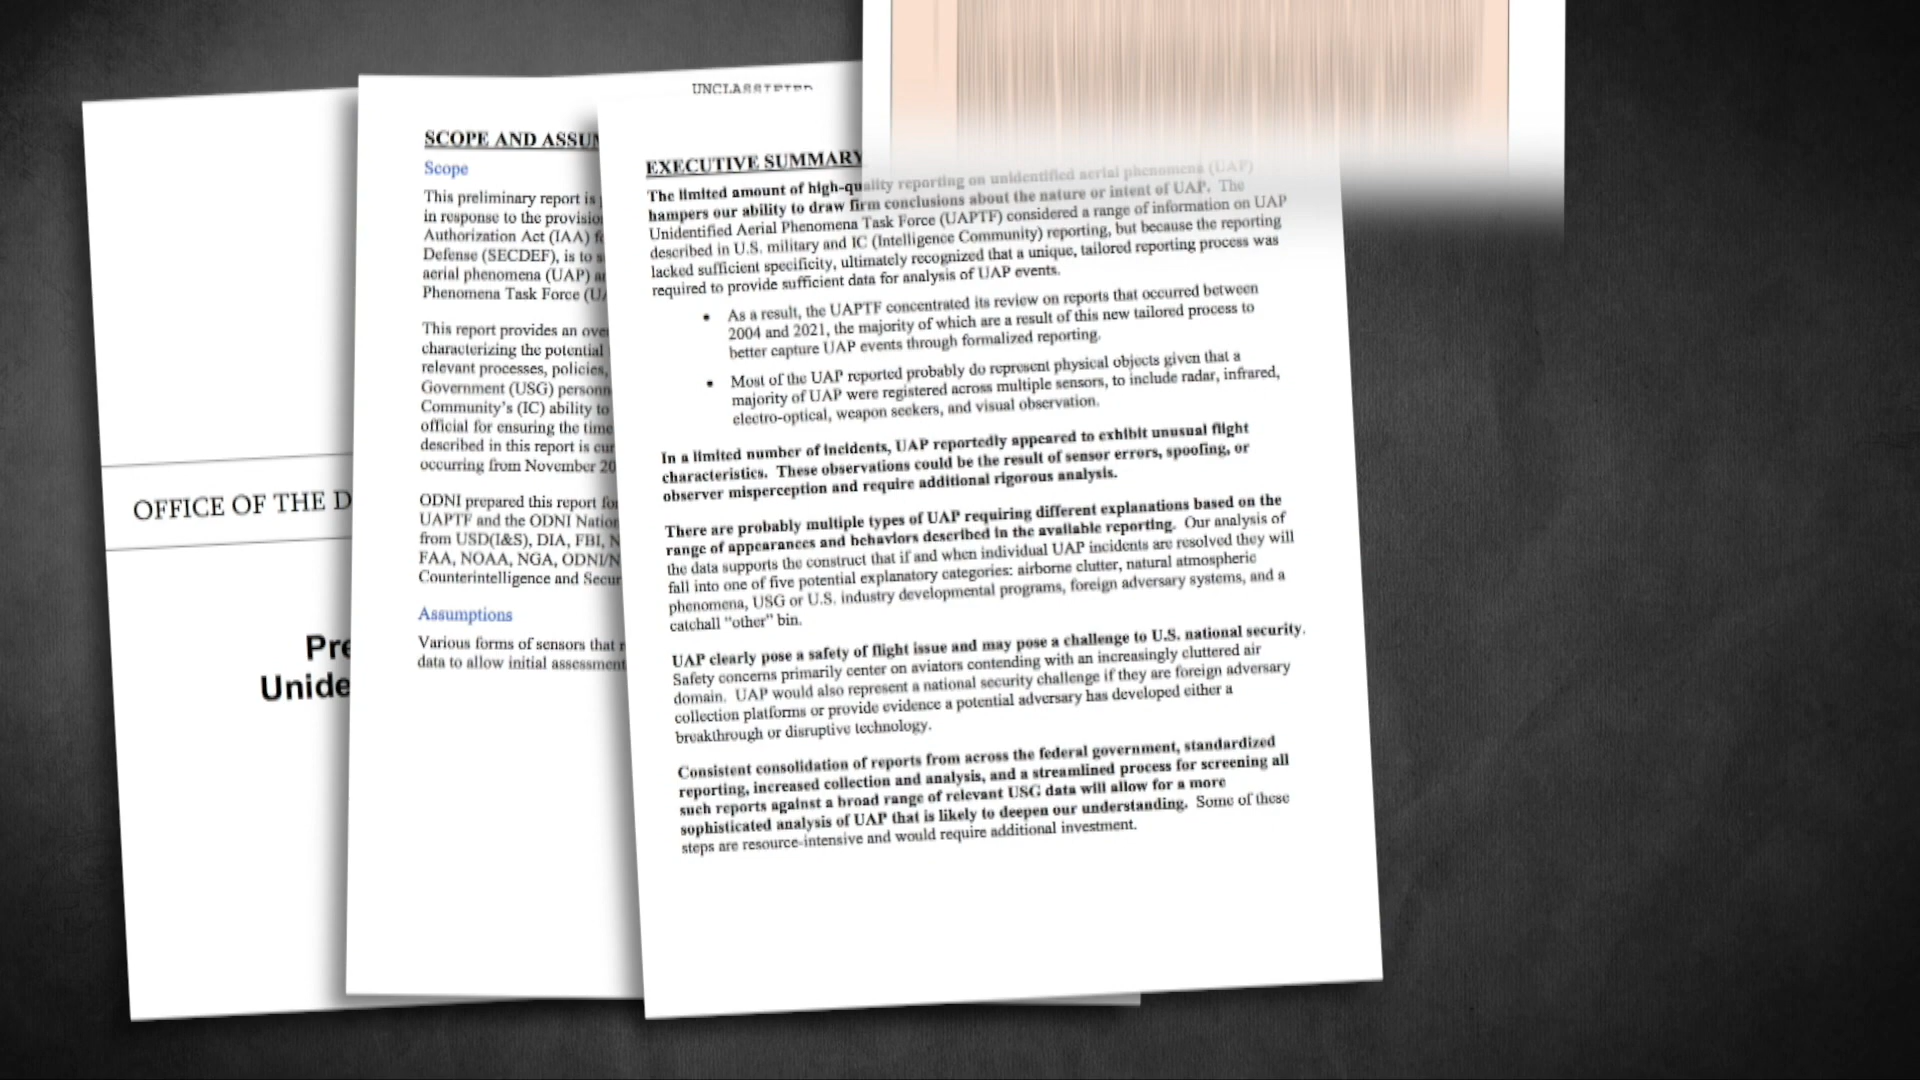 OFFICE OF THE D
Pre
Unide
SCOPE AND ASSUM
Scope
This preliminary report is
in response to the provision
Authorization Act (IAA) f
Defense (SECDEF), is to s
aerial phenomena (UAP) a
Phenomena Task Force (UA
This report provides an ove
characterizing the potential
relevant processes, policies,
Government (USG) personn
Community's (IC) ability to
official for ensuring the time
described in this report is cur
occurring from November 20
ODNI prepared this report for
UAPTF and the ODNI Nation
from USD(I&S), DIA, FBI, N
FAA, NOAA, NGA, ODNI/N
Counterintelligence and Secur
Assumptions
Various forms of sensors that r
data to allow initial assessment
UNCLASSIFIED
EXECUTIVE SUMMARY
The limited amount of high-quality reporting on unidentified aerial phenomena (UAP)
hampers our ability to draw firm conclusions about the nature or intent of UAP. The
Unidentified Aerial Phenomena Task Force (UAPTF) considered a range of information on UAP
described in U.S. military and IC (Intelligence Community) reporting, but because the reporting
lacked sufficient specificity, ultimately recognized that a unique, tailored reporting process was
required to provide sufficient data for analysis of UAP events.
• As a result, the UAPTF concentrated its review on reports that occurred between
2004 and 2021, the majority of which are a result of this new tailored process to
better capture UAP events through formalized reporting.
• Most of the UAP reported probably do represent physical objects given that a
majority of UAP were registered across multiple sensors, to include radar, infrared,
electro-optical, weapon seekers, and visual observation.
In a limited number of incidents, UAP reportedly appeared to exhibit unusual flight
characteristics. These observations could be the result of sensor errors, spoofing, or
observer misperception and require additional rigorous analysis.
There are probably multiple types of UAP requiring different explanations based on the
range of appearances and behaviors described in the available reporting. Our analysis of
the data supports the construct that if and when individual UAP incidents are resolved they will
fall into one of five potential explanatory categories: airborne clutter, natural atmospheric
phenomena, USG or U.S. industry developmental programs, foreign adversary systems, and a
catchall "other" bin.
UAP clearly pose a safety of flight issue and may pose a challenge to U.S. national security.
Safety concerns primarily center on aviators contending with an increasingly cluttered air
domain. UAP would also represent a national security challenge if they are foreign adversary
collection platforms or provide evidence a potential adversary has developed either a
breakthrough or disruptive technology.
Consistent consolidation of reports from across the federal government, standardized
reporting, increased collection and analysis, and a streamlined process for screening all
such reports against a broad range of relevant USG data will allow for a more
sophisticated analysis of UAP that is likely to deepen our understanding. Some of these
steps are resource-intensive and would require additional investment.